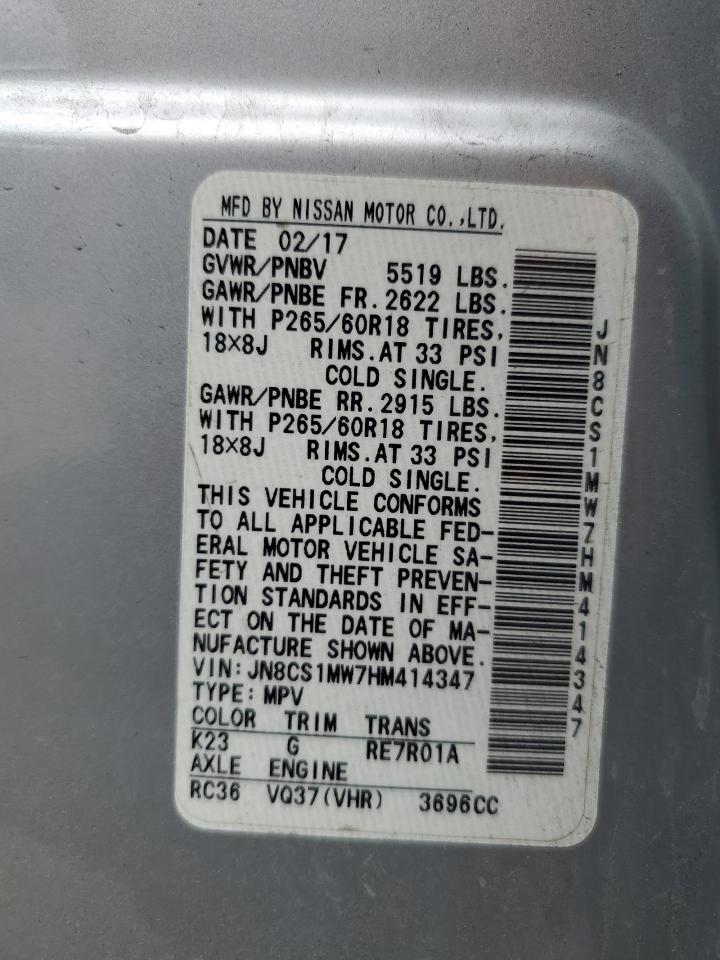 MFD BY NISSAN MOTOR CO.,LTD.
DATE 02/17
GVWR/PNBV 5519 LBS.
GAWR/PNBE FR. 2622 LBS.
WITH P265/60R18 TIRES,
18X8J RIMS. AT 33 PSI
COLD SINGLE.
GAWR/PNBE RR. 2915 LBS.
WITH P265/60R18 TIRES,
18X8J RIMS. AT 33 PSI
COLD SINGLE.
THIS VEHICLE CONFORMS
TO ALL APPLICABLE FED-
ERAL MOTOR VEHICLE SA-
FETY AND THEFT PREVEN-
TION STANDARDS IN EFF-
ECT ON THE DATE OF MA-
NUFACTURE SHOWN ABOVE.
VIN: JN8CS1MW7HM414347
TYPE: MPV
COLOR TRIM TRANS
K23 G RE7R01A
AXLE ENGINE
RC36 VQ37(VHR) 3696CC
JN8CS1MW7HM414347